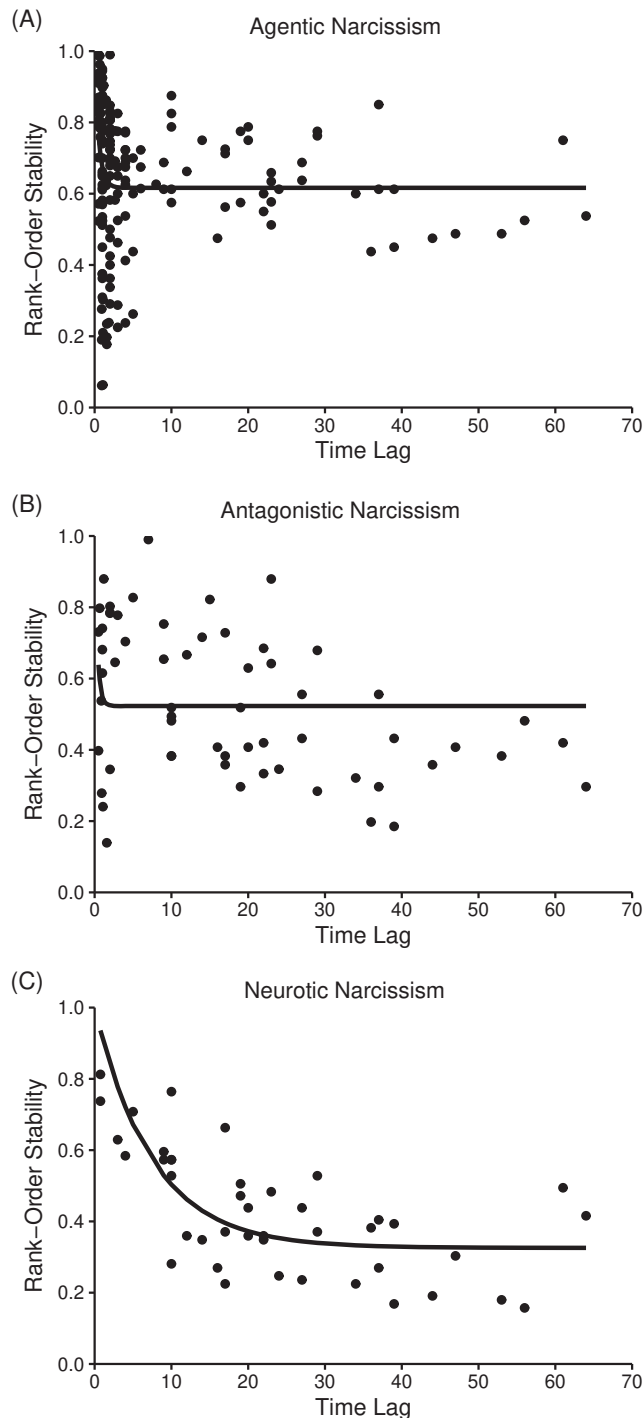 (A)
Agentic Narcissism
1.0
0.8
0.6
0.4
0.2
0.0
Rank−Order Stability
0 10 20 30 40 50 60 70
Time Lag
(B)
Antagonistic Narcissism
1.0
0.8
0.6
0.4
0.2
0.0
Rank−Order Stability
0 10 20 30 40 50 60 70
Time Lag
(C)
Neurotic Narcissism
1.0
0.8
0.6
0.4
0.2
0.0
Rank−Order Stability
0 10 20 30 40 50 60 70
Time Lag